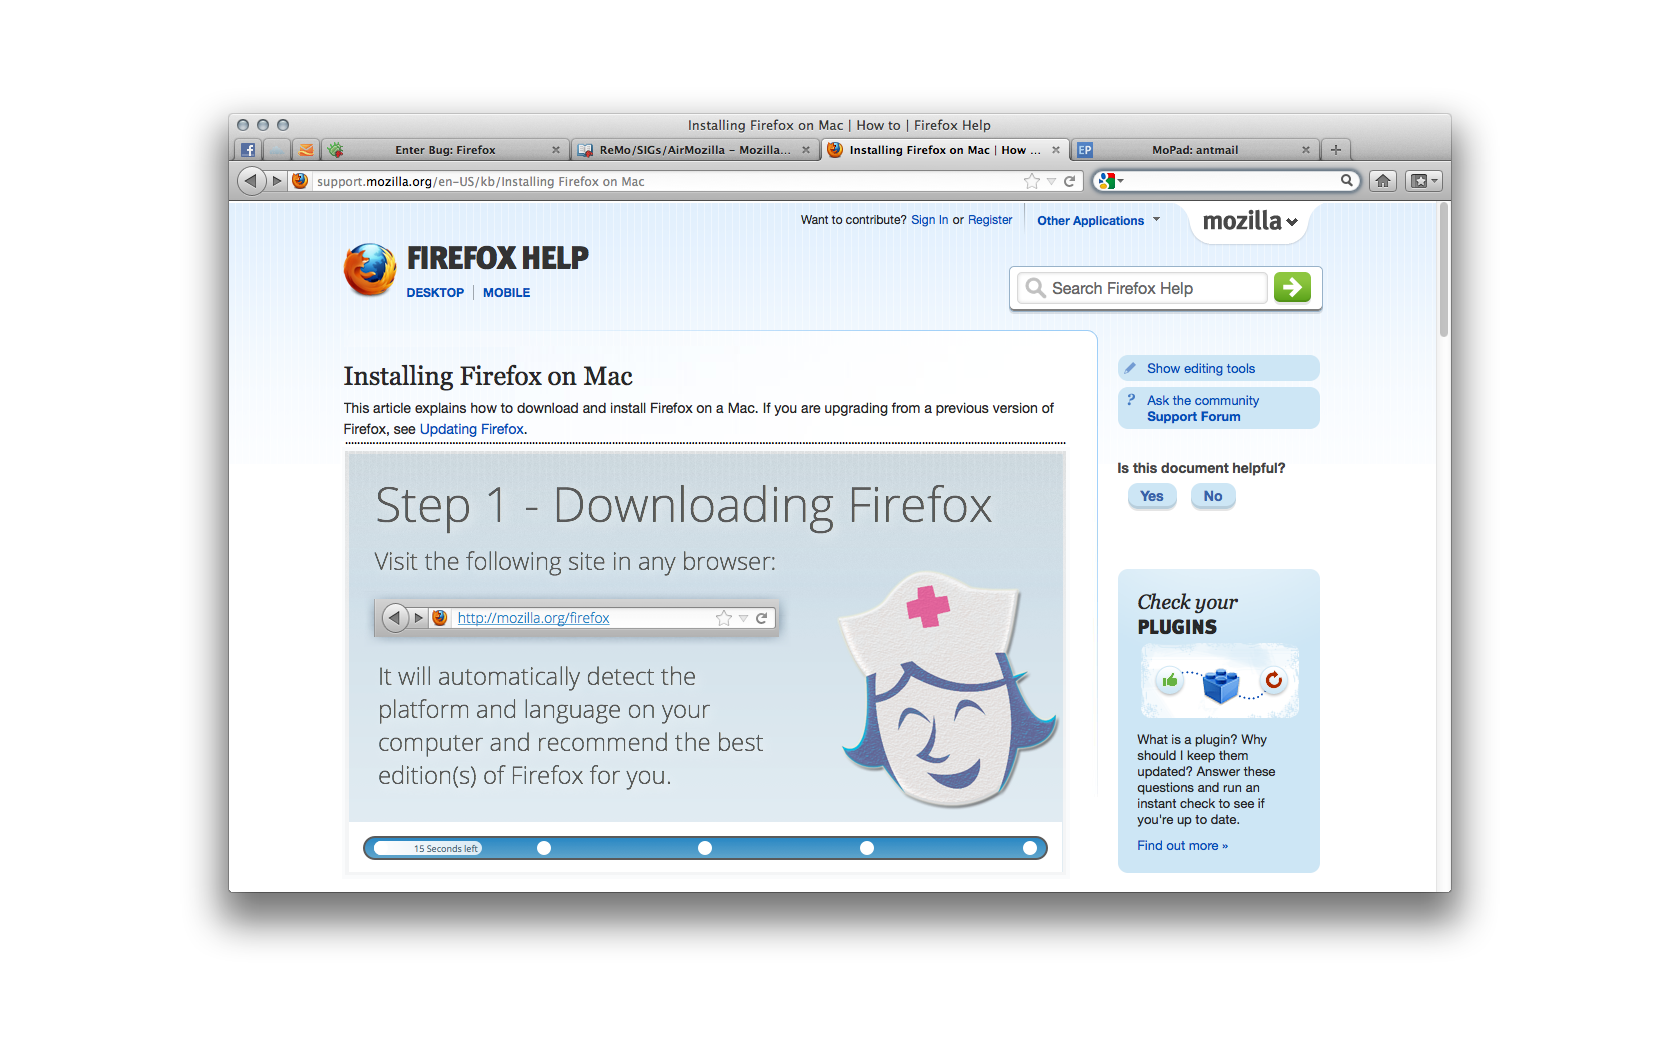 Installing Firefox on Mac | How to | Firefox Help
Enter Bug: Firefox
ReMo/SIGs/AirMozilla – Mozilla...
Installing Firefox on Mac | How ...
EP
MoPad: antmail
support.mozilla.org/en-US/kb/Installing Firefox on Mac
Want to contribute? Sign In or Register
Other Applications
mozilla
FIREFOX HELP
DESKTOP | MOBILE
Search Firefox Help
Installing Firefox on Mac
This article explains how to download and install Firefox on a Mac. If you are upgrading from a previous version of
Firefox, see Updating Firefox.
Step 1 - Downloading Firefox
Visit the following site in any browser:
http://mozilla.org/firefox
It will automatically detect the
platform and language on your
computer and recommend the best
edition(s) of Firefox for you.
15 Seconds left
Show editing tools
? Ask the community
Support Forum
Is this document helpful?
Yes
No
Check your
PLUGINS
What is a plugin? Why
should I keep them
updated? Answer these
questions and run an
instant check to see if
you're up to date.
Find out more »